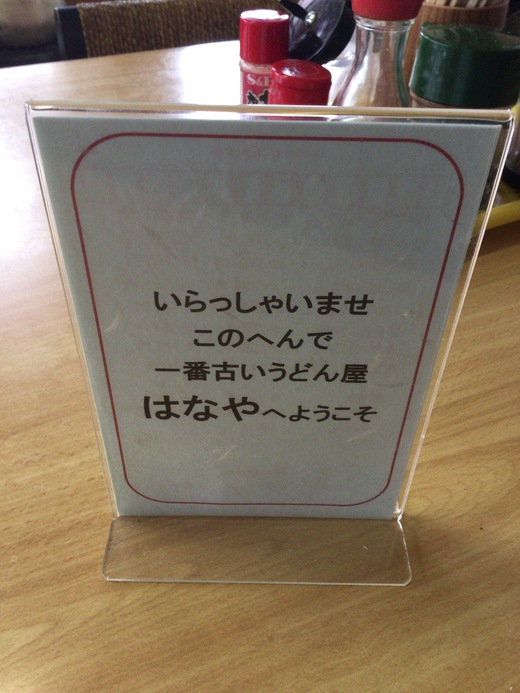 S&B
いらっしゃいませ
このへんで
一番古いうどん屋
はなやへようこそ